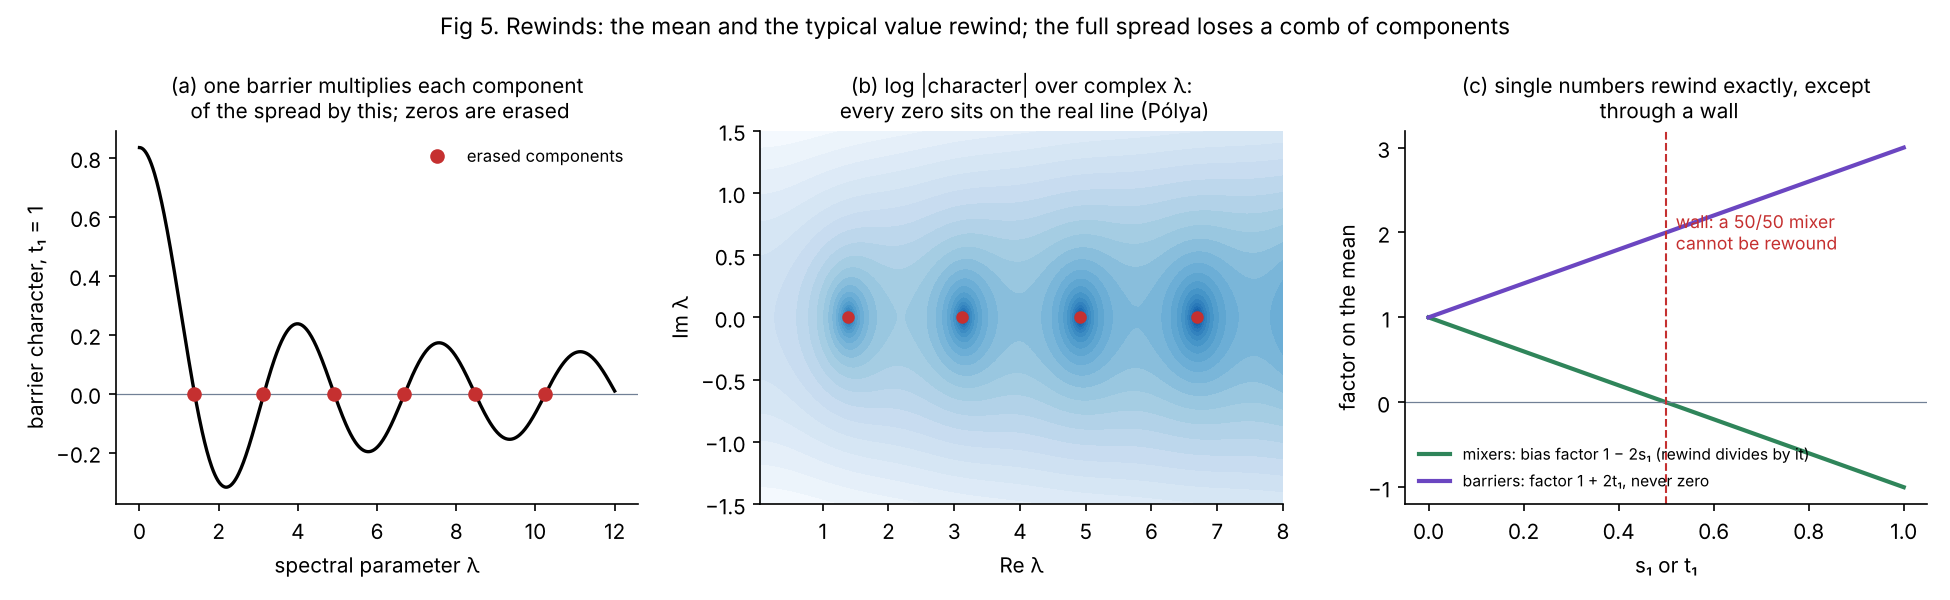 Fig 5. Rewinds: the mean and the typical value rewind; the full spread loses a comb of components
(a) one barrier multiplies each component
of the spread by this; zeros are erased
barrier character, t₁ = 1
0.8
0.6
0.4
0.2
0.0
−0.2
erased components
0
2
4
6
8
10
12
spectral parameter λ
(b) log |character| over complex λ:
every zero sits on the real line (Pólya)
Im λ
1.5
1.0
0.5
0.0
−0.5
−1.0
−1.5
1
2
3
4
5
6
7
8
Re λ
(c) single numbers rewind exactly, except
through a wall
factor on the mean
3
2
1
0
−1
wall: a 50/50 mixer
cannot be rewound
mixers: bias factor 1 − 2s₁ (rewind divides by it)
barriers: factor 1 + 2t₁, never zero
0.0
0.2
0.4
0.6
0.8
1.0
s₁ or t₁